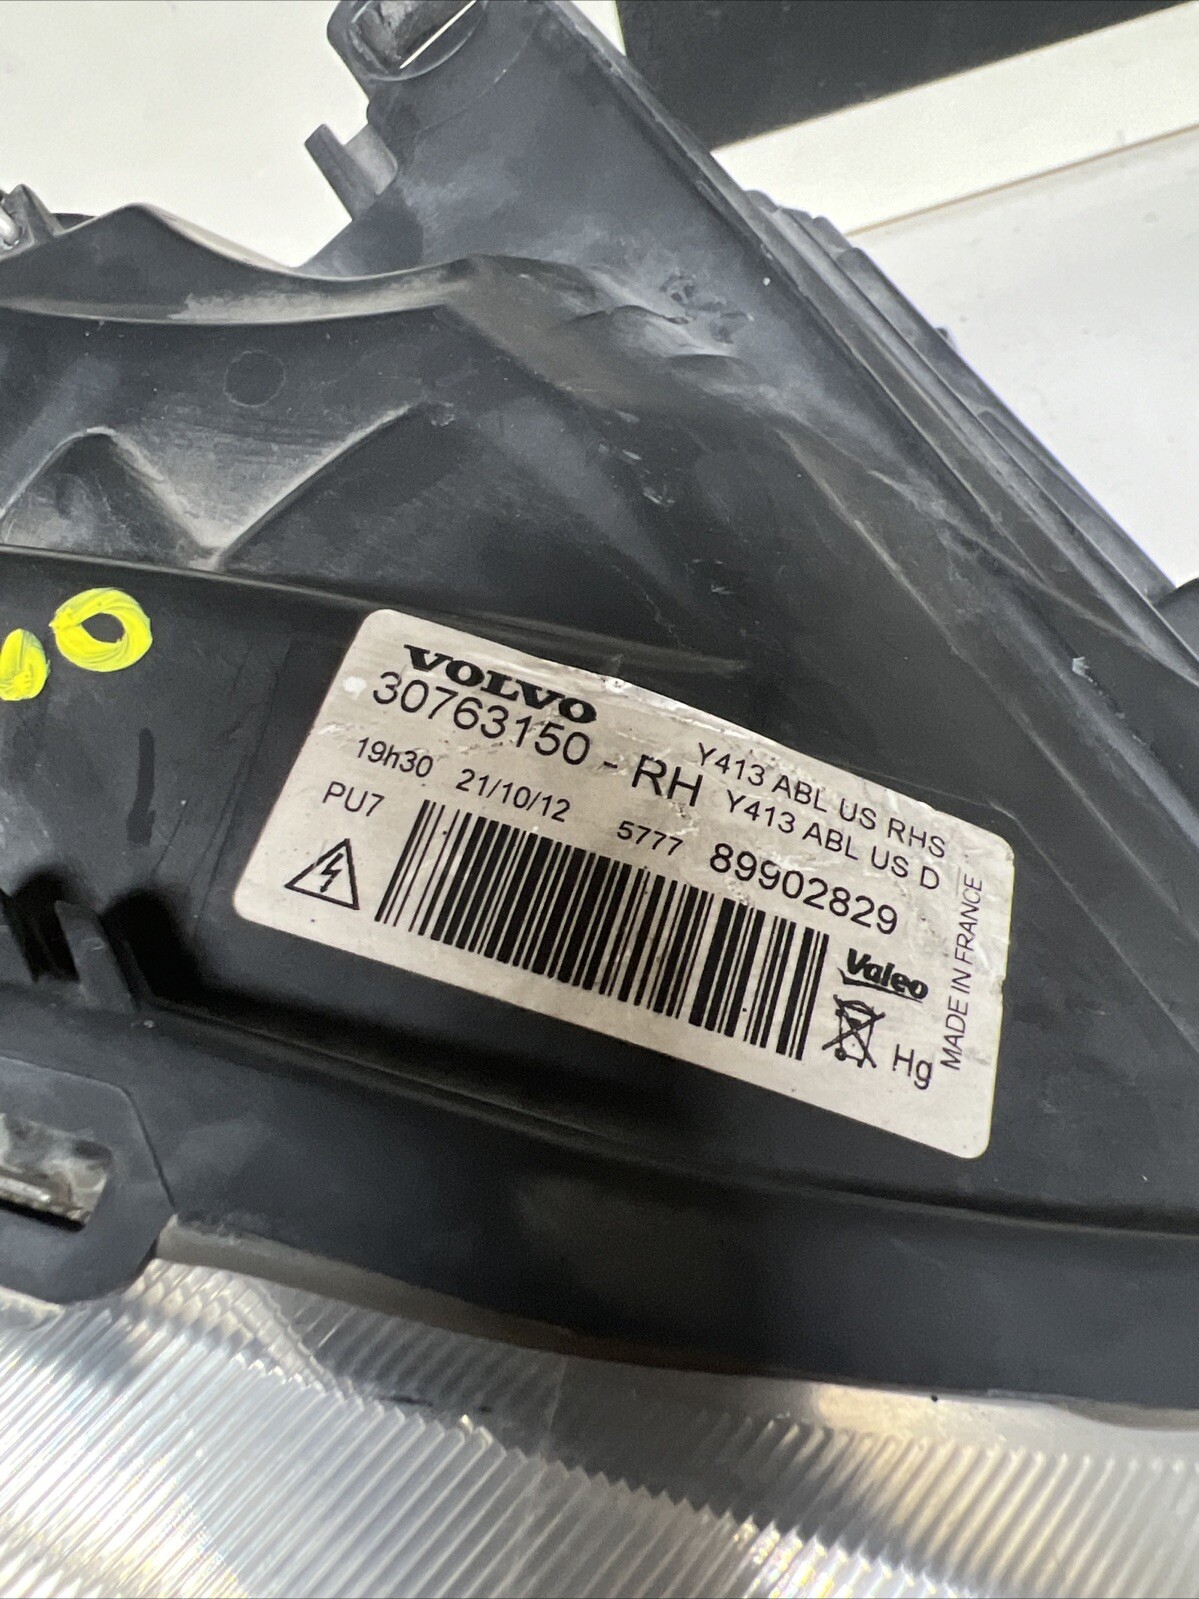 VOLVO
30763150 - RH
Y413 ABL US RHS
Y413 ABL US D
19h30 21/10/12 5777 89902829
PU7
Valeo
Hg
MADE IN FRANCE